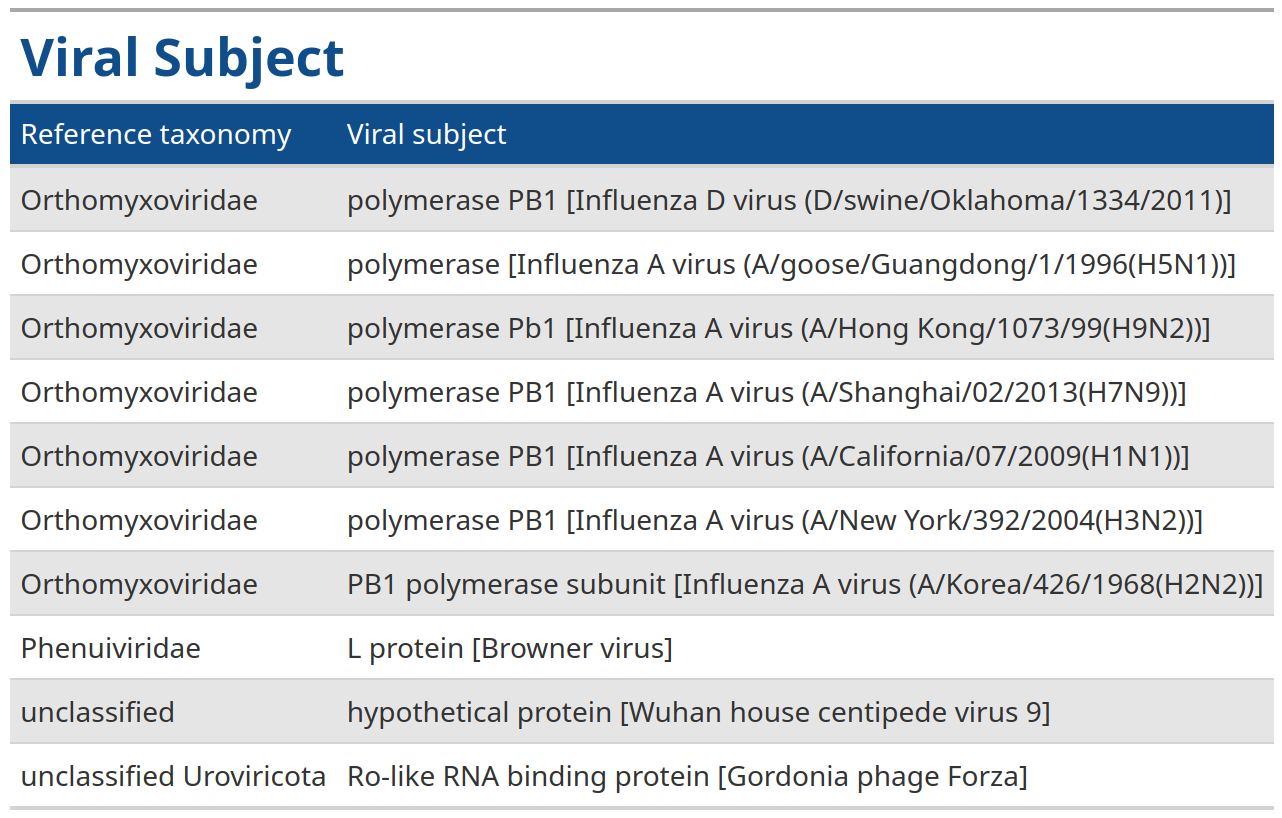 Viral Subject
Reference taxonomy Viral subject
Orthomyxoviridae polymerase PB1 [Influenza D virus (D/swine/Oklahoma/1334/2011)]
Orthomyxoviridae polymerase [Influenza A virus (A/goose/Guangdong/1/1996(H5N1))]
Orthomyxoviridae polymerase Pb1 [Influenza A virus (A/Hong Kong/1073/99(H9N2))]
Orthomyxoviridae polymerase PB1 [Influenza A virus (A/Shanghai/02/2013(H7N9))]
Orthomyxoviridae polymerase PB1 [Influenza A virus (A/California/07/2009(H1N1))]
Orthomyxoviridae polymerase PB1 [Influenza A virus (A/New York/392/2004(H3N2))]
Orthomyxoviridae PB1 polymerase subunit [Influenza A virus (A/Korea/426/1968(H2N2))]
Phenuiviridae L protein [Browner virus]
unclassified hypothetical protein [Wuhan house centipede virus 9]
unclassified Uroviricota Ro-like RNA binding protein [Gordonia phage Forza]